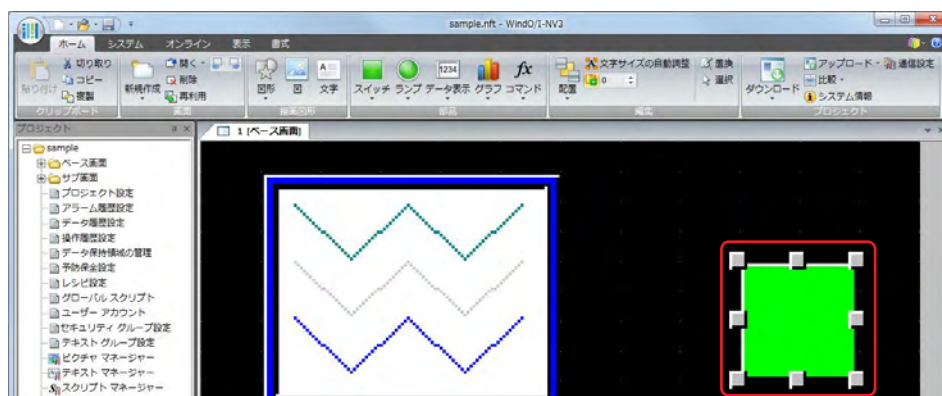 sample.nft - WindO/I-NV3
ホーム システム オンライン 表示 書式
貼り付け
切り取り
コピー
複製
クリップボード
新規作成
開く
削除
再利用
画面
図形 図 文字
描画図形
スイッチ ランプ データ表示 グラフ コマンド
1234
fx
部品
配置
文字サイズの自動調整
0
置換
選択
編集
ダウンロード
アップロード
通信設定
比較
システム情報
プロジェクト
プロジェクト
1 [ベース画面]
sample
ベース画面
サブ画面
プロジェクト設定
アラーム履歴設定
データ履歴設定
操作履歴設定
データ保持領域の管理
予防保全設定
レシピ設定
グローバル スクリプト
ユーザー アカウント
セキュリティ グループ設定
テキスト グループ設定
ピクチャ マネージャー
テキスト マネージャー
スクリプト マネージャー